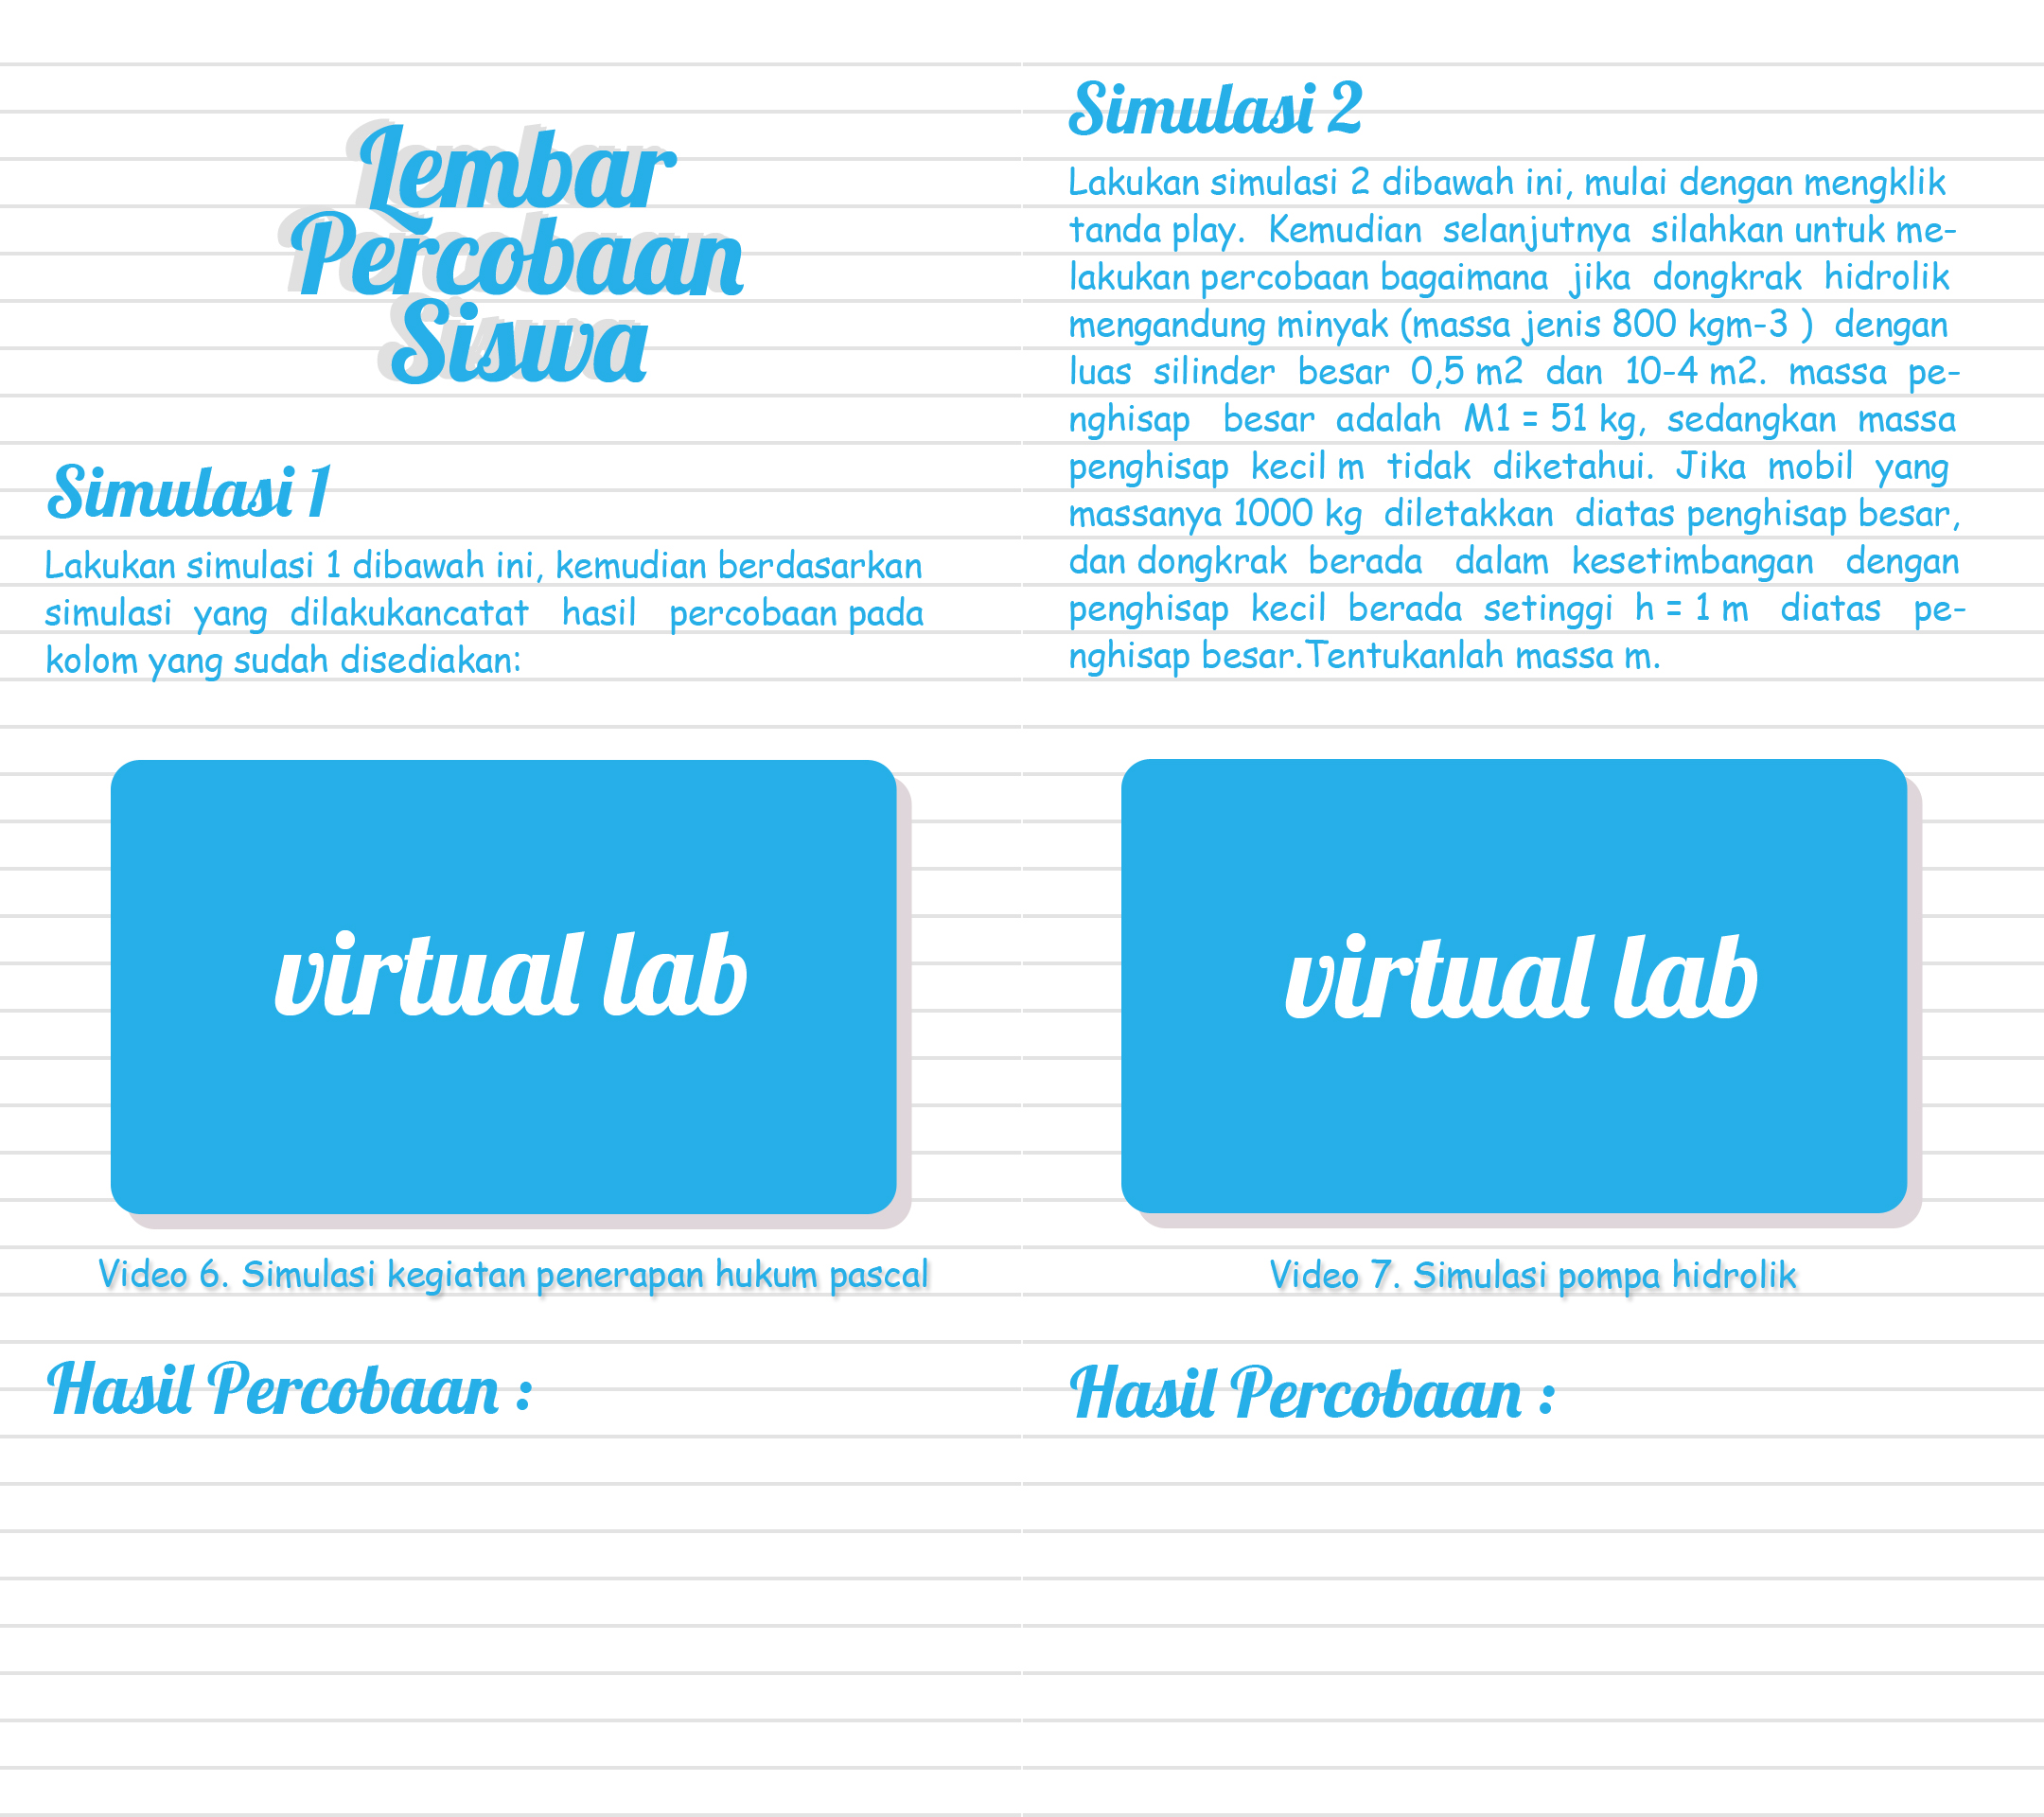 Lembar
Percobaan
Siswa
Simulasi 1
Lakukan simulasi 1 dibawah ini, kemudian berdasarkan
simulasi yang dilakukancatat hasil percobaan pada
kolom yang sudah disediakan:
virtual lab
Video 6. Simulasi kegiatan penerapan hukum pascal
Hasil Percobaan :
Simulasi 2
Lakukan simulasi 2 dibawah ini, mulai dengan mengklik
tanda play. Kemudian selanjutnya silahkan untuk me-
lakukan percobaan bagaimana jika dongkrak hidrolik
mengandung minyak (massa jenis 800 kgm-3 ) dengan
luas silinder besar 0,5 m2 dan 10-4 m2. massa pe-
nghisap besar adalah M1 = 51 kg, sedangkan massa
penghisap kecil m tidak diketahui. Jika mobil yang
massanya 1000 kg diletakkan diatas penghisap besar,
dan dongkrak berada dalam kesetimbangan dengan
penghisap kecil berada setinggi h = 1 m diatas pe-
nghisap besar.Tentukanlah massa m.
virtual lab
Video 7. Simulasi pompa hidrolik
Hasil Percobaan :